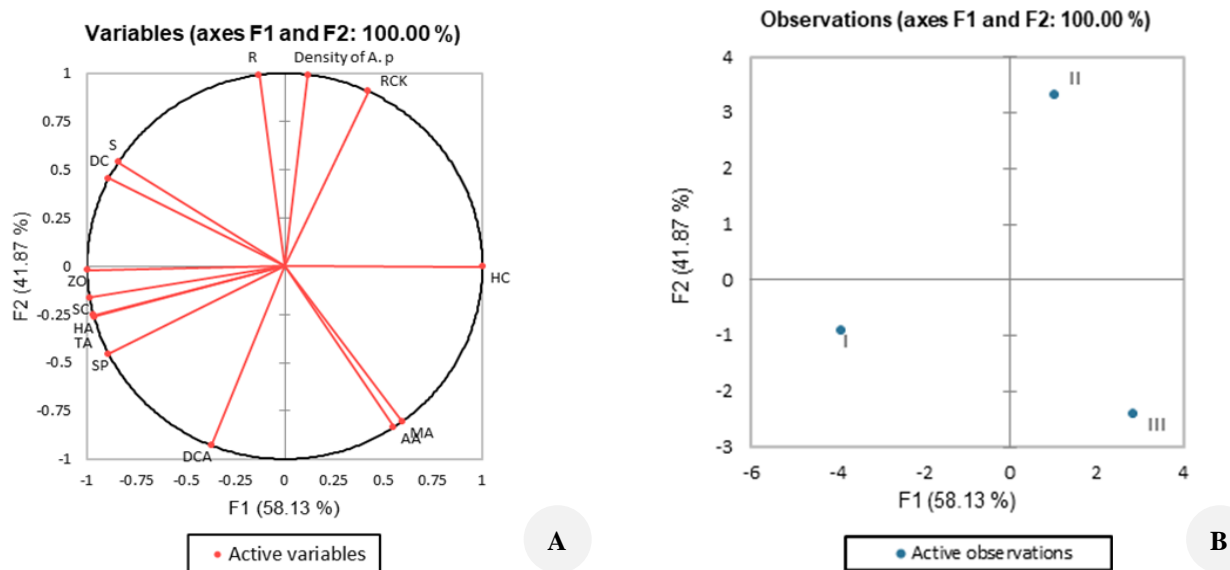 Variables (axes F1 and F2: 100.00 %)
R
Density of A. p
RCK
S
DC
ZO
SC
HA
TA
SP
DCA
AA
MA
HC
1
0.75
0.5
0.25
0
-0.25
-0.5
-0.75
-1
-1
-0.75
-0.5
-0.25
0
0.25
0.5
0.75
1
F2 (41.87 %)
F1 (58.13 %)
Active variables
A
Observations (axes F1 and F2: 100.00 %)
4
3
2
1
0
-1
-2
-3
-6
-4
-2
0
2
4
II
I
III
F2 (41.87 %)
F1 (58.13 %)
Active observations
B